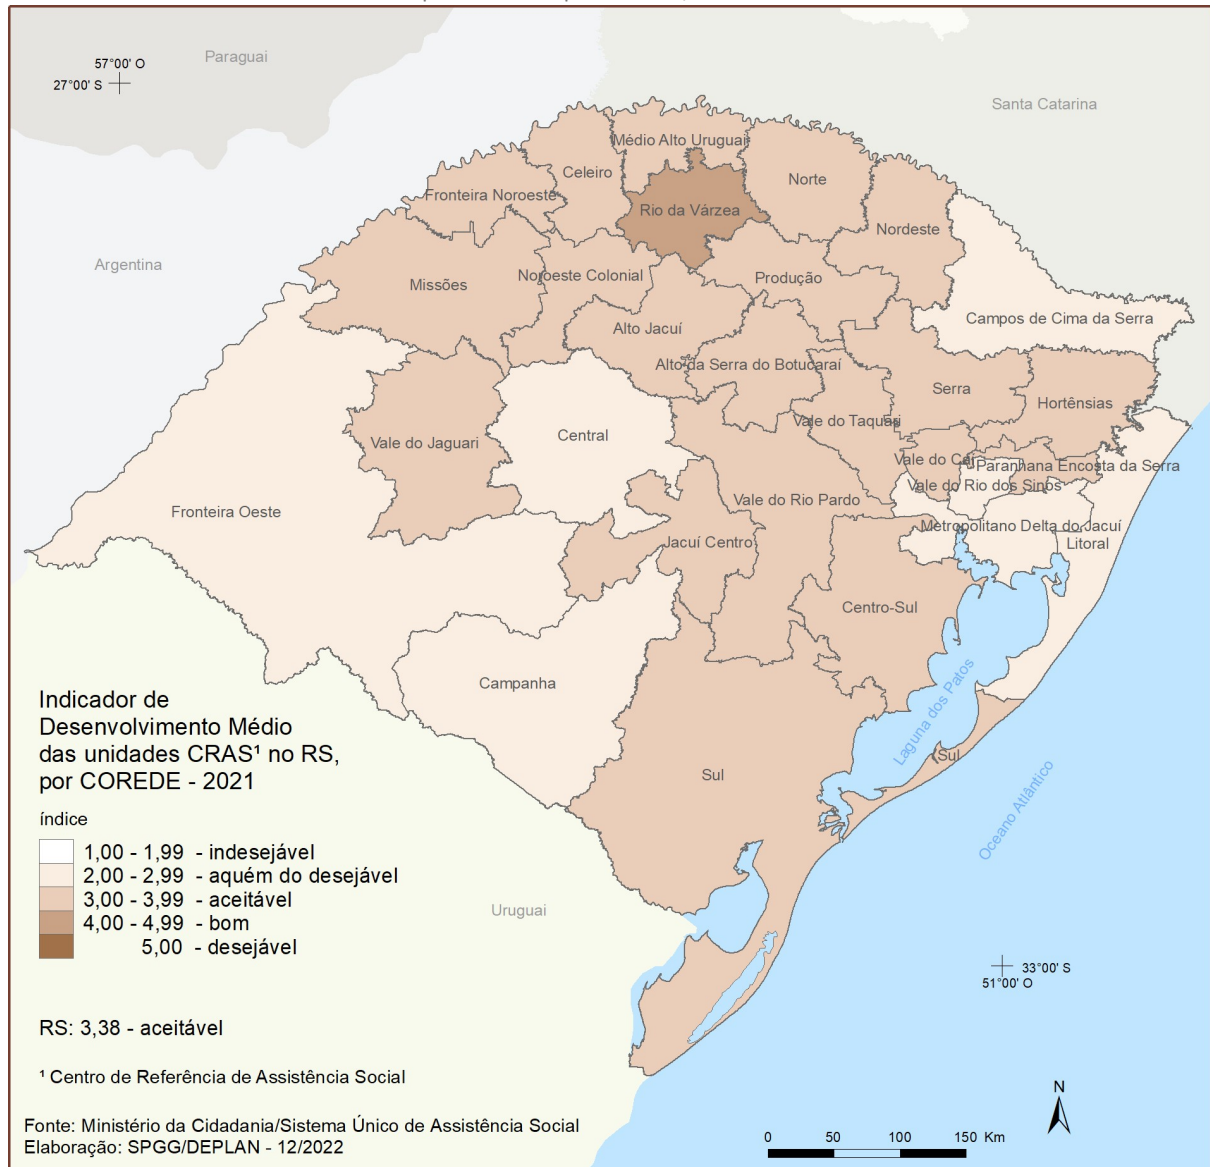 Paraguai
57°00' O
27°00' S
Santa Catarina
Argentina
Médio Alto Uruguai
Celeiro
Norte
Fronteira Noroeste
Rio da Várzea
Nordeste
Noroeste Colonial
Produção
Missões
Campos de Cima da Serra
Alto Jacuí
Alto da Serra do Botucaraí
Serra
Hortênsias
Vale do Taquari
Central
Vale do Jaguari
Vale do Caí
Paranhana Encosta da Serra
Vale do Rio dos Sinos
Vale do Rio Pardo
Fronteira Oeste
Metropolitano Delta do Jacuí
Litoral
Jacuí Centro
Centro-Sul
Campanha
Laguna dos Patos
Sul
Sul
Oceano Atlântico
Uruguai
Indicador de
Desenvolvimento Médio
das unidades CRAS¹ no RS,
por COREDE - 2021
índice
1,00 - 1,99 - indesejável
2,00 - 2,99 - aquém do desejável
3,00 - 3,99 - aceitável
4,00 - 4,99 - bom
5,00 - desejável
33°00' S
51°00' O
RS: 3,38 - aceitável
¹ Centro de Referência de Assistência Social
Fonte: Ministério da Cidadania/Sistema Único de Assistência Social
Elaboração: SPGG/DEPLAN - 12/2022
N
0 50 100 150 Km